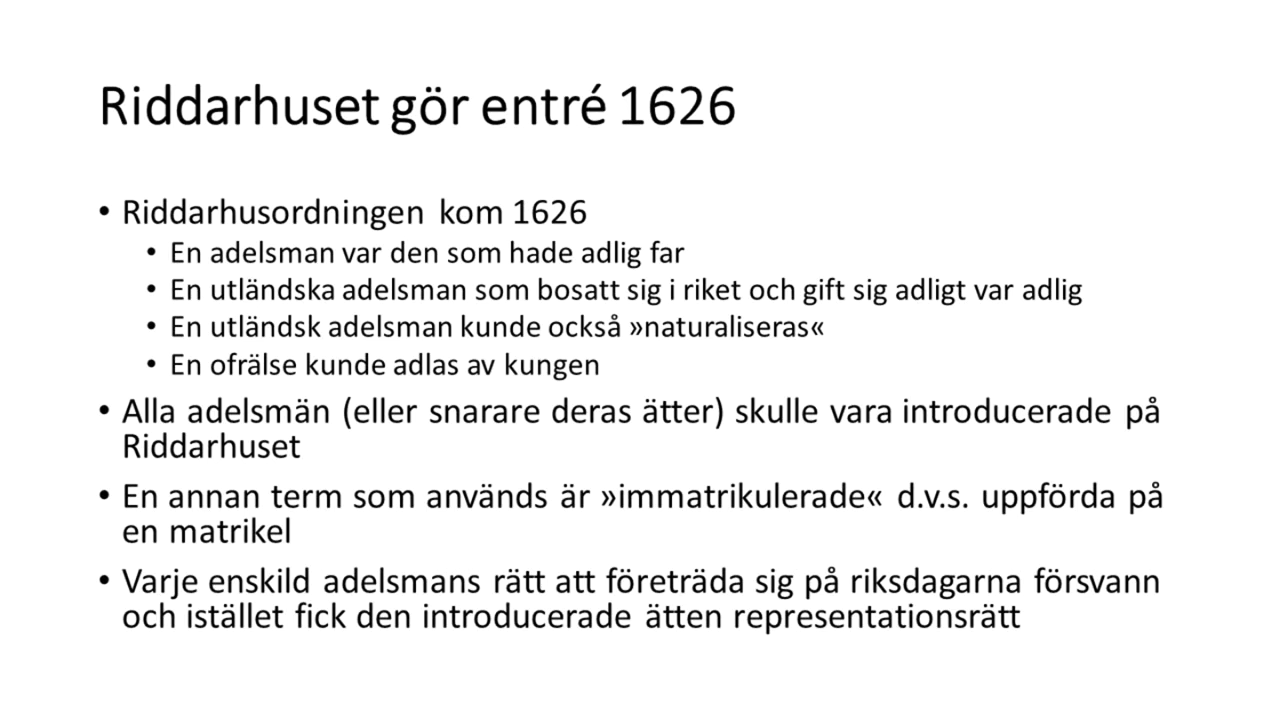 Riddarhuset gör entré 1626
• Riddarhusordningen kom 1626
• En adelsman var den som hade adlig far
• En utländska adelsman som bosatt sig i riket och gift sig adligt var adlig
• En utländsk adelsman kunde också »naturaliseras«
• En ofrälse kunde adlas av kungen
• Alla adelsmän (eller snarare deras ätter) skulle vara introducerade på
Riddarhuset
• En annan term som används är »immatrikulerade« d.v.s. uppförda på
en matrikel
• Varje enskild adelsmans rätt att företräda sig på riksdagarna försvann
och istället fick den introducerade ätten representationsrätt